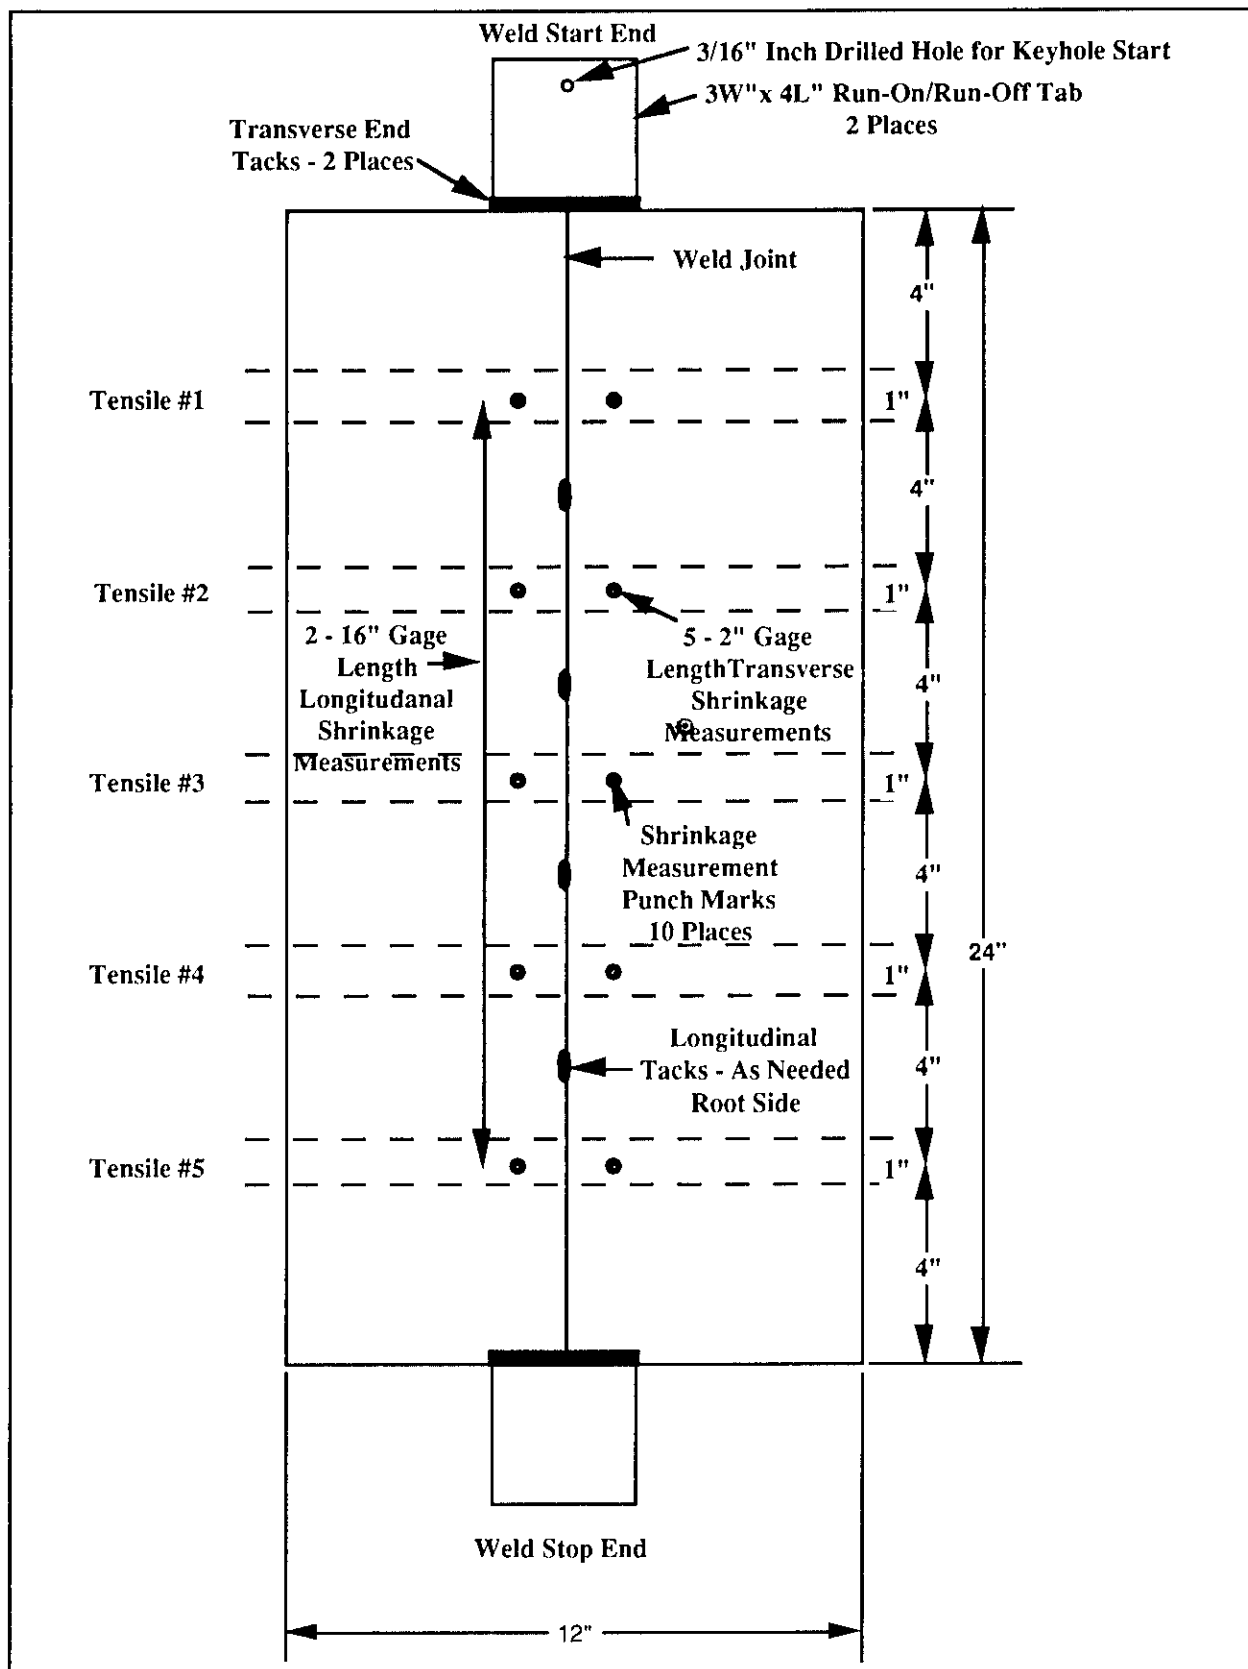 Weld Start End
3/16" Inch Drilled Hole for Keyhole Start
3W"x 4L" Run-On/Run-Off Tab
2 Places
Transverse End
Tacks - 2 Places
Weld Joint
4"
Tensile #1
1"
4"
Tensile #2
1"
2 - 16" Gage
Length
Longitudanal
Shrinkage
Measurements
5 - 2" Gage
LengthTransverse
Shrinkage
Measurements
4"
Tensile #3
1"
Shrinkage
Measurement
Punch Marks
10 Places
4"
24"
Tensile #4
1"
Longitudinal
Tacks - As Needed
Root Side
4"
Tensile #5
1"
4"
Weld Stop End
12"